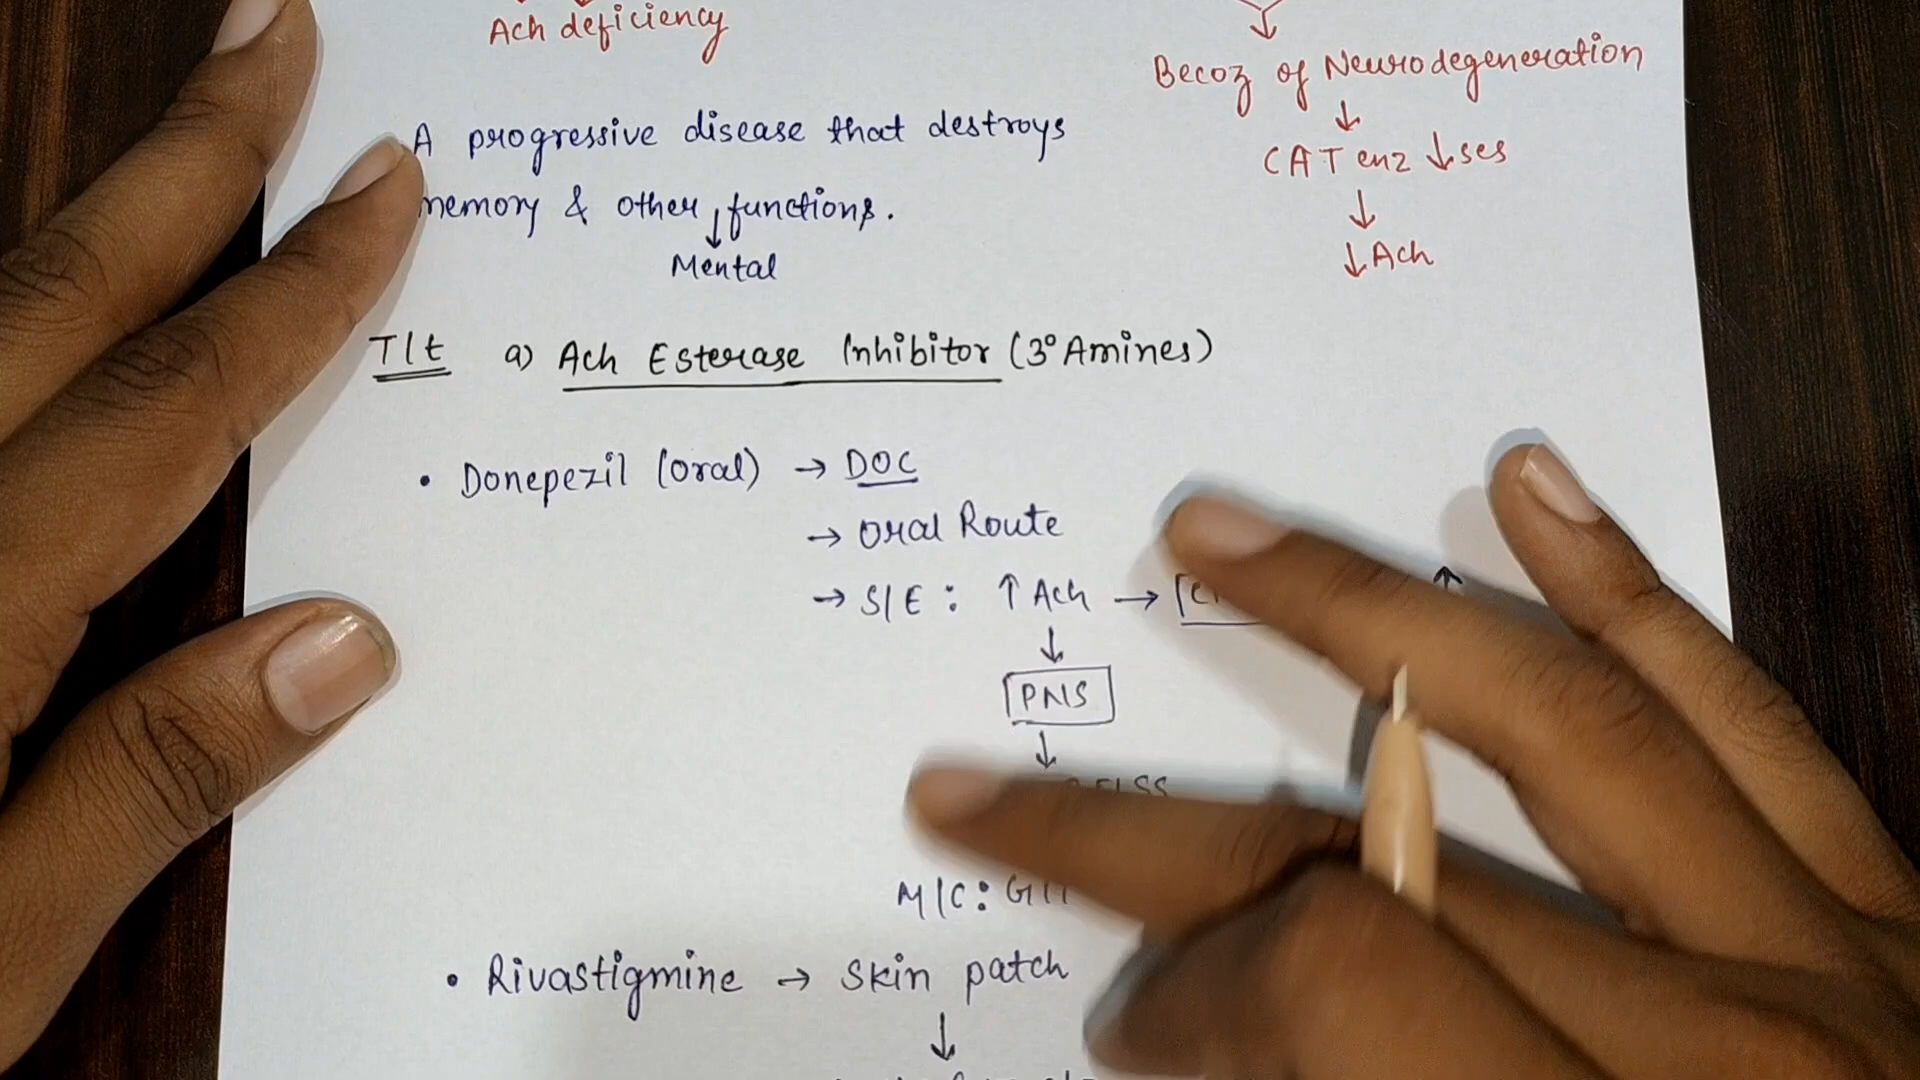 Ach deficiency
Becoz of Neurodegeneration
↓
CAT enz ↓ses
↓
↓Ach
A progressive disease that destroys
memory & other functions.
↓
Mental
T/t a) Ach Esterase Inhibitor (3° Amines)
• Donepezil (oral) → DOC
→ Oral Route
→ S/E : ↑ Ach →
↓
PNS
↓
M/C :
• Rivastigmine → Skin patch
↓